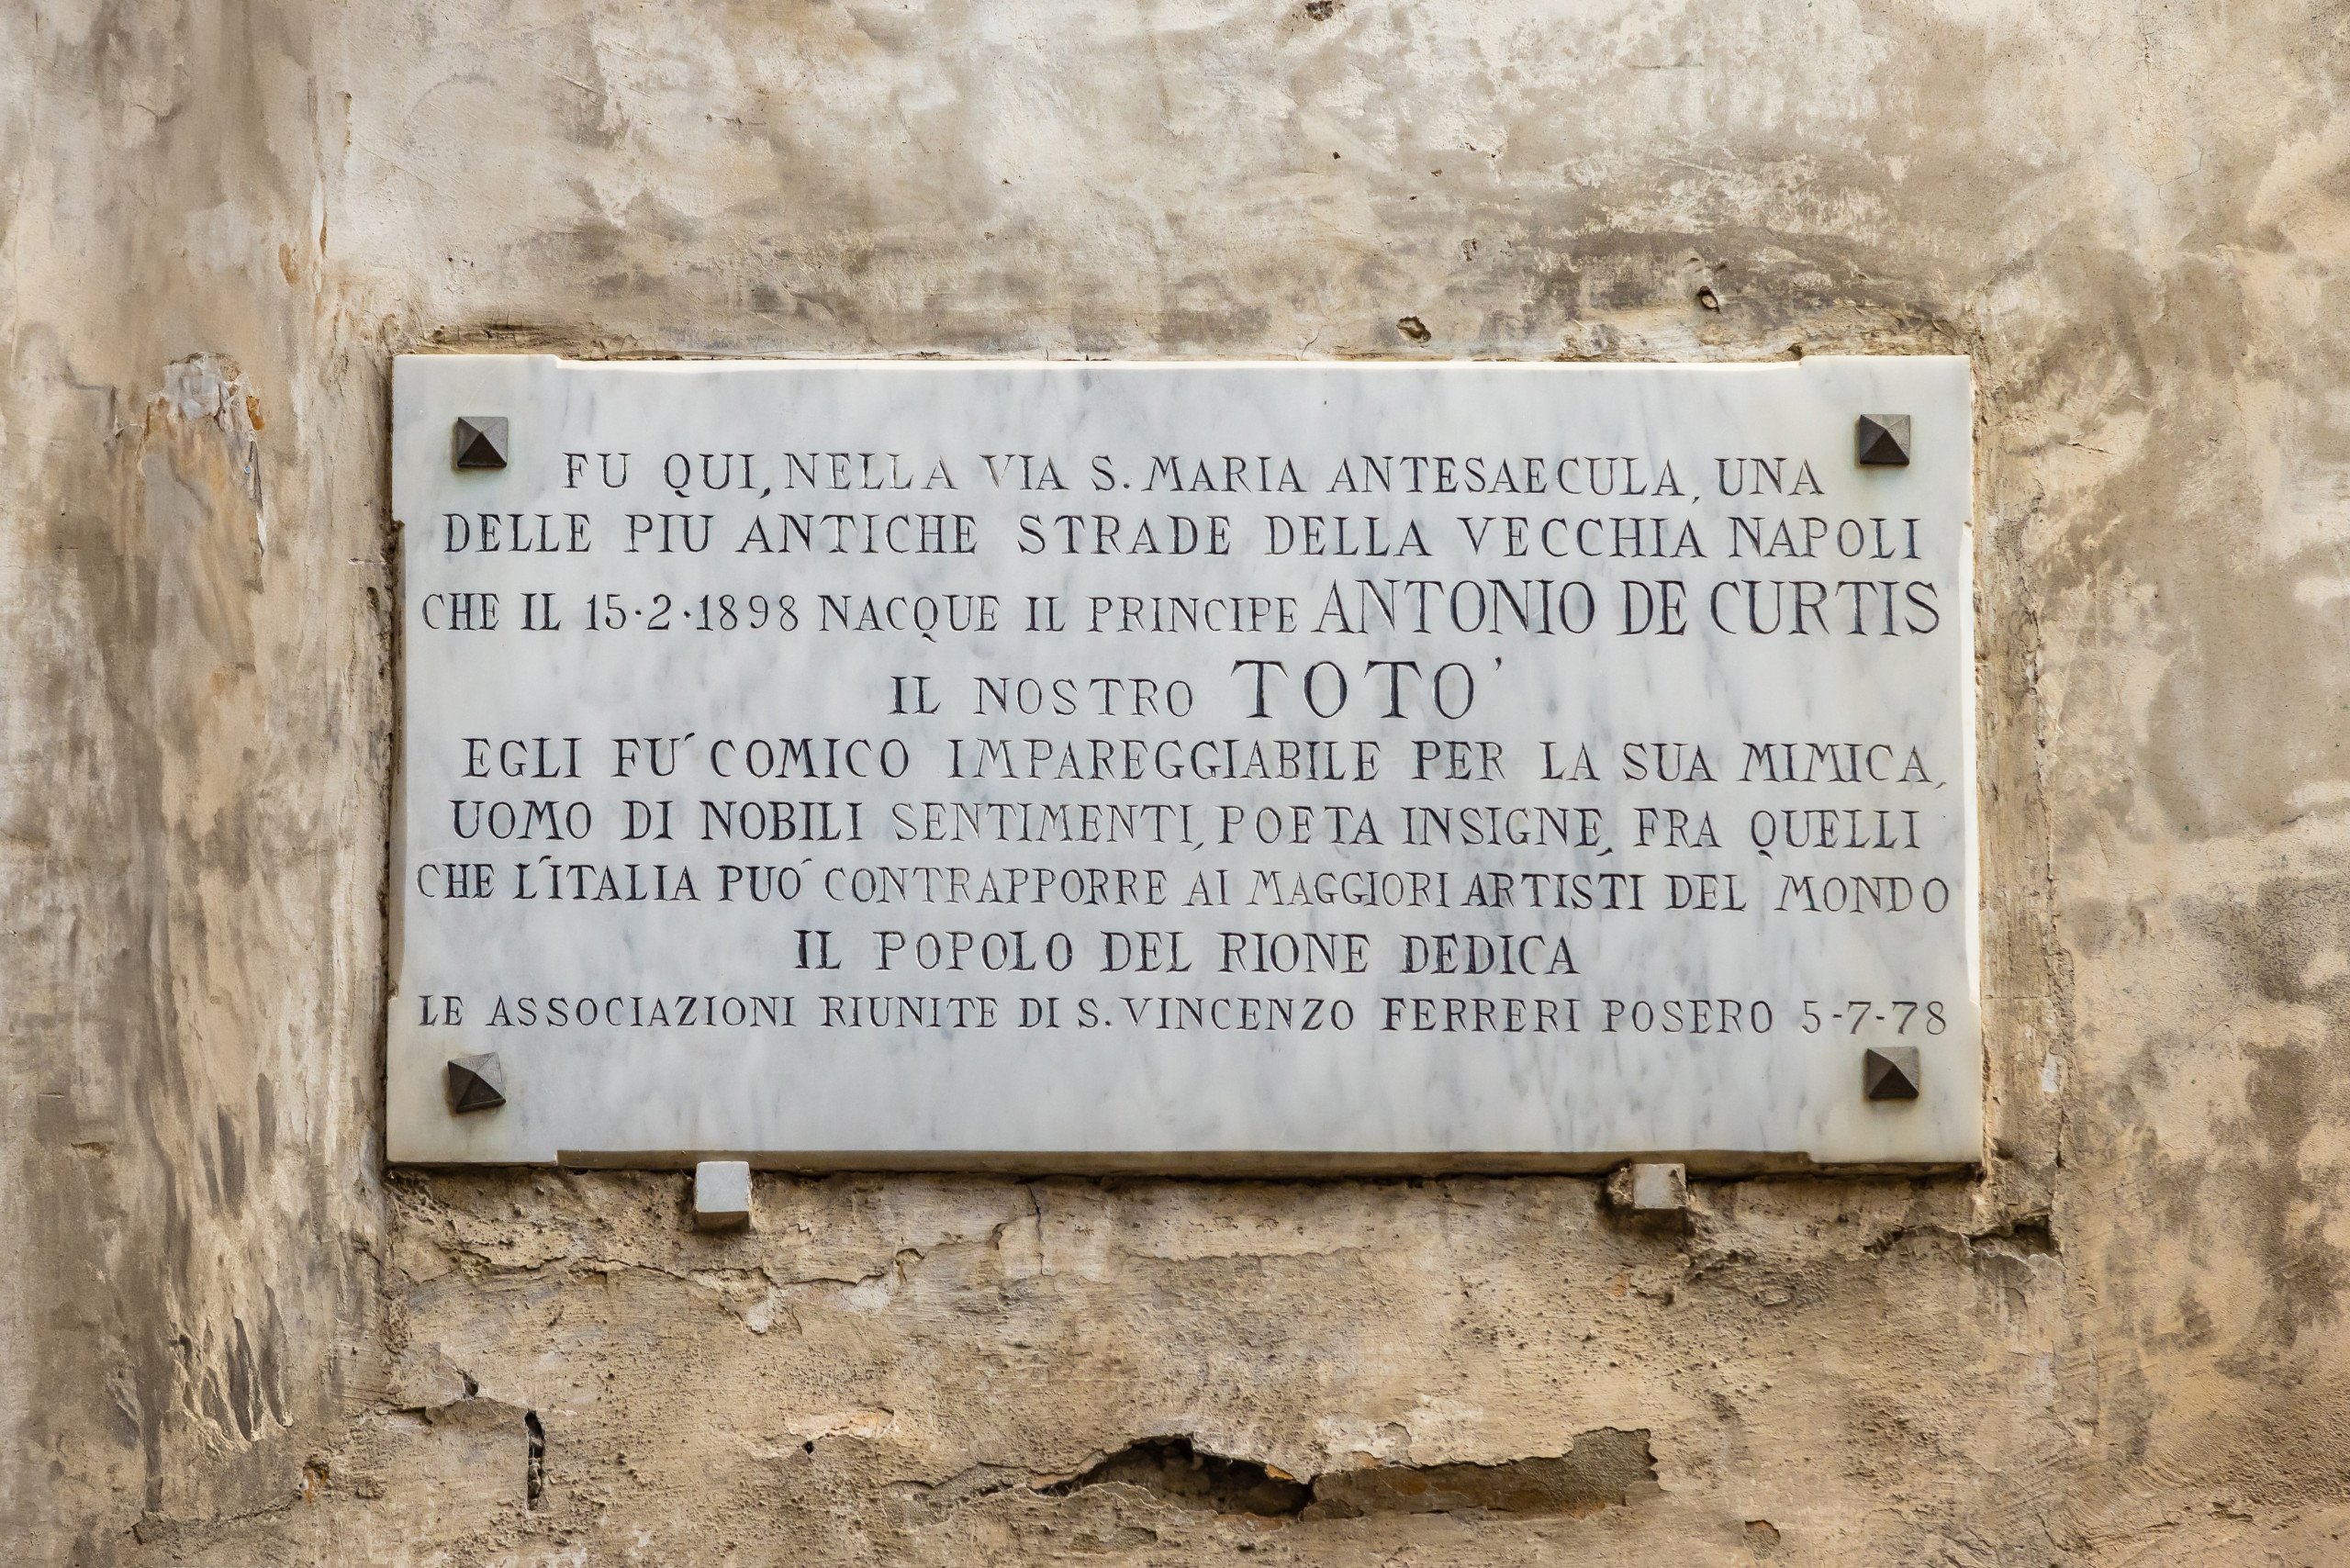 FU QUI, NELLA VIA S. MARIA ANTESAECULA, UNA
DELLE PIU ANTICHE STRADE DELLA VECCHIA NAPOLI
CHE IL 15·2·1898 NACQUE IL PRINCIPE ANTONIO DE CURTIS
IL NOSTRO TOTO'
EGLI FU' COMICO IMPAREGGIABILE PER LA SUA MIMICA,
UOMO DI NOBILI SENTIMENTI, POETA INSIGNE, FRA QUELLI
CHE L'ITALIA PUO' CONTRAPPORRE AI MAGGIORI ARTISTI DEL MONDO
IL POPOLO DEL RIONE DEDICA
LE ASSOCIAZIONI RIUNITE DI S. VINCENZO FERRERI POSERO 5-7-78